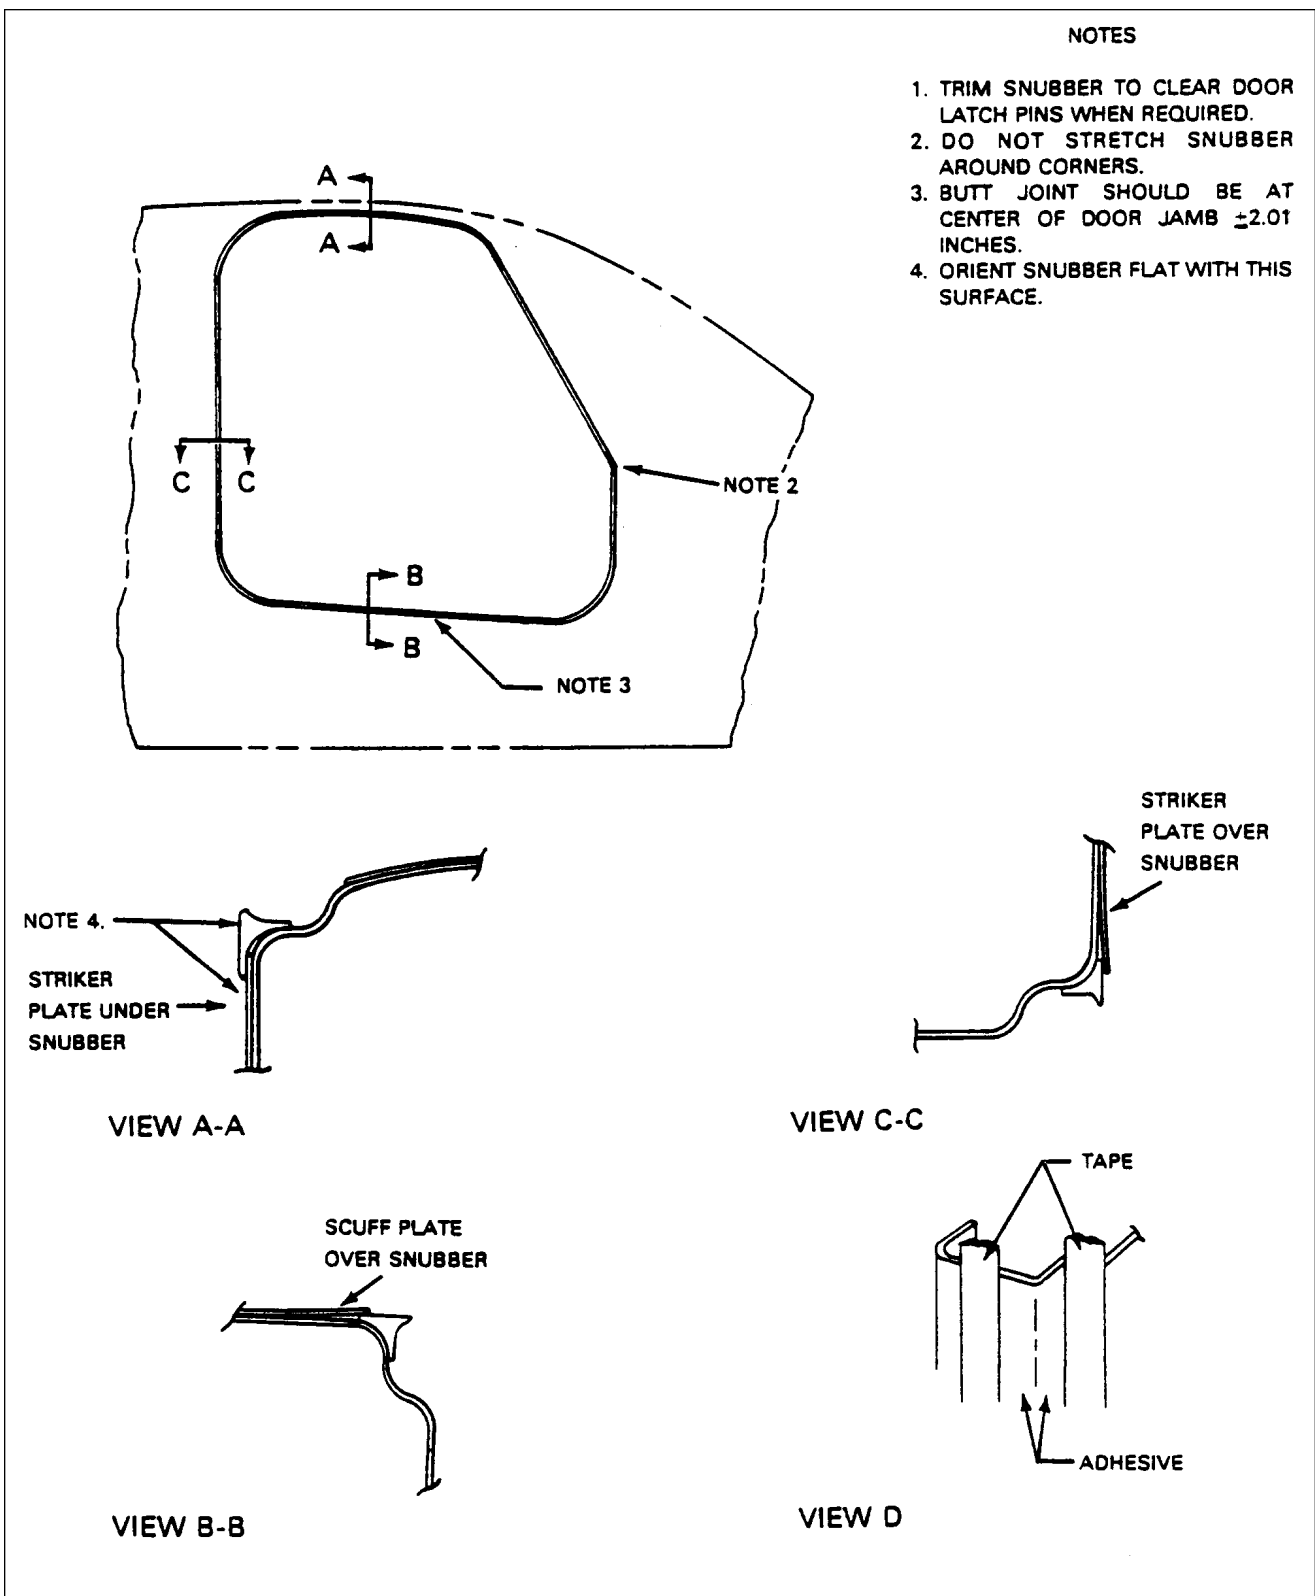 NOTES
1. TRIM SNUBBER TO CLEAR DOOR
LATCH PINS WHEN REQUIRED.
2. DO NOT STRETCH SNUBBER
AROUND CORNERS.
3. BUTT JOINT SHOULD BE AT
CENTER OF DOOR JAMB ±2.01
INCHES.
4. ORIENT SNUBBER FLAT WITH THIS
SURFACE.
A
A
C C
NOTE 2
B
B
NOTE 3
STRIKER
PLATE OVER
SNUBBER
NOTE 4.
STRIKER
PLATE UNDER
SNUBBER
VIEW A-A
VIEW C-C
TAPE
SCUFF PLATE
OVER SNUBBER
ADHESIVE
VIEW B-B
VIEW D